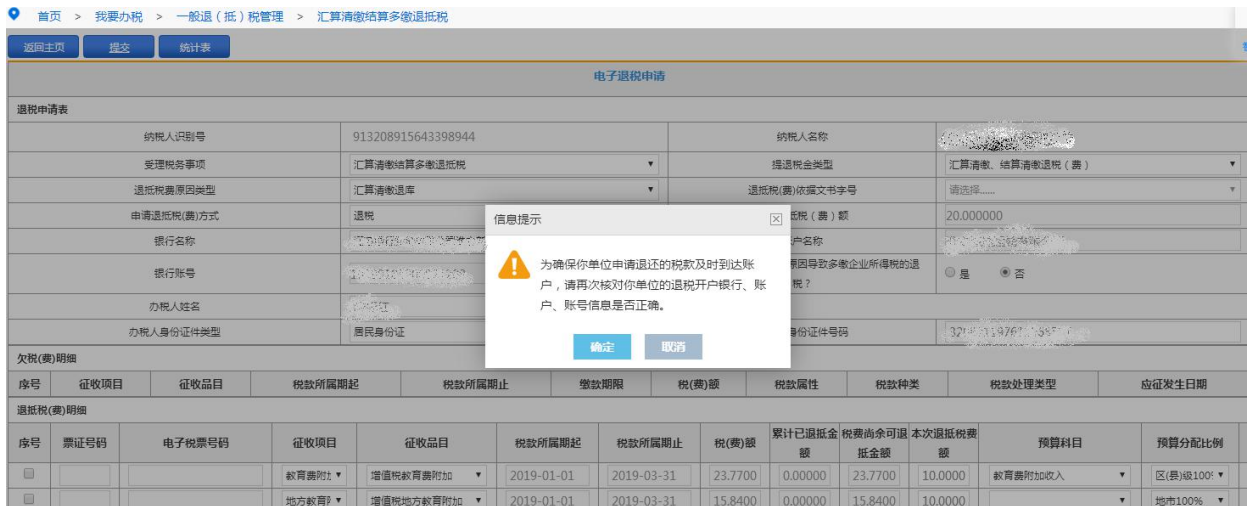 首页 > 我要办税 > 一般退（抵）税管理 > 汇算清缴结算多缴退抵税
返回主页 提交 统计表
电子退税申请
退税申请表
纳税人识别号 913208915643398944 纳税人名称
受理税务事项 汇算清缴结算多缴退抵税 提退税金类型 汇算清缴、结算清缴退税（费）
退抵税费原因类型 汇算清缴退库 退抵税(费)依据文书字号 请选择......
申请退抵税(费)方式 退税 抵税（费）额 20.000000
银行名称 户名称
银行账号 原因导致多缴企业所得税的退税？ 是 否
办税人姓名
办税人身份证件类型 居民身份证 身份证件号码
信息提示
为确保你单位申请退还的税款及时到达账
户，请再次核对你单位的退税开户银行、账
户、账号信息是否正确。
确定 取消
欠税(费)明细
序号 征收项目 征收品目 税款所属期起 税款所属期止 缴款期限 税(费)额 税款属性 税款种类 税款处理类型 应征发生日期
退抵税(费)明细
序号 票证号码 电子税票号码 征收项目 征收品目 税款所属期起 税款所属期止 税(费)额 累计已退抵金额 税费尚余可退抵金额 本次退抵税费额 预算科目 预算分配比例
教育费附加 增值税教育费附加 2019-01-01 2019-03-31 23.7700 0.00000 23.7700 10.0000 教育费附加收入 区(县)级100%
地方教育 增值税地方教育附加 2019-01-01 2019-03-31 15.8400 0.00000 15.8400 10.0000 地市100%